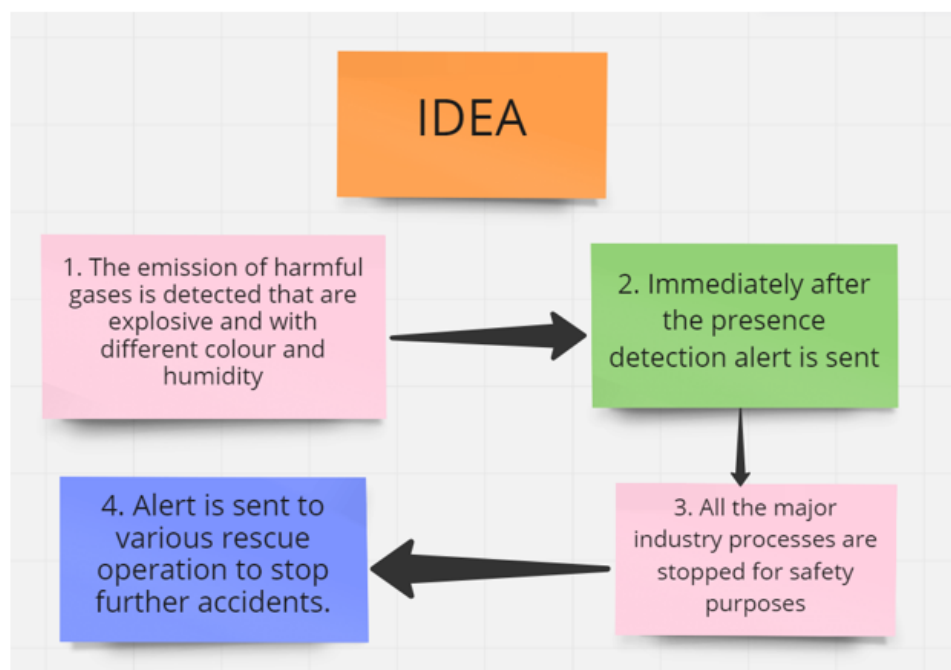 IDEA
1. The emission of harmful
gases is detected that are
explosive and with
different colour and
humidity
2. Immediately after
the presence
detection alert is sent
3. All the major
industry processes are
stopped for safety
purposes
4. Alert is sent to
various rescue
operation to stop
further accidents.